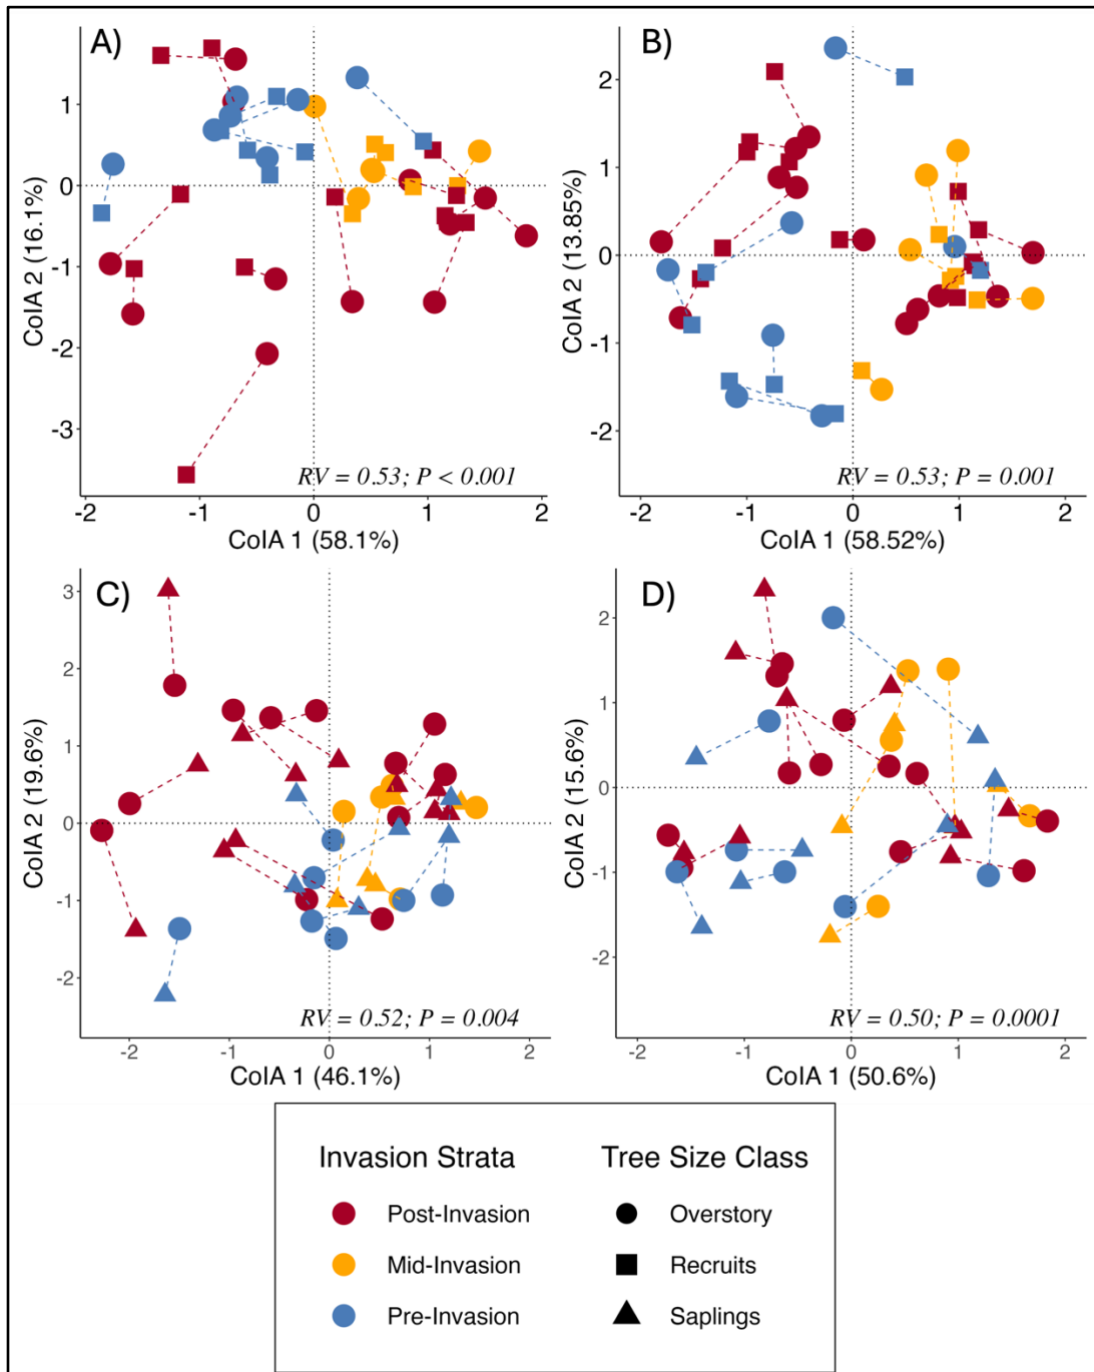 A)
CoIA 2 (16.1%)
1
0
-1
-2
-3
RV = 0.53; P < 0.001
-2 -1 0 1 2
CoIA 1 (58.1%)
B)
CoIA 2 (13.85%)
2
1
0
-1
-2
RV = 0.53; P = 0.001
-2 -1 0 1 2
CoIA 1 (58.52%)
C)
CoIA 2 (19.6%)
3
2
1
0
-1
-2
RV = 0.52; P = 0.004
-2 -1 0 1 2
CoIA 1 (46.1%)
D)
CoIA 2 (15.6%)
2
1
0
-1
-2
RV = 0.50; P = 0.0001
-2 -1 0 1 2
CoIA 1 (50.6%)
Invasion Strata
Post-Invasion
Mid-Invasion
Pre-Invasion
Tree Size Class
Overstory
Recruits
Saplings